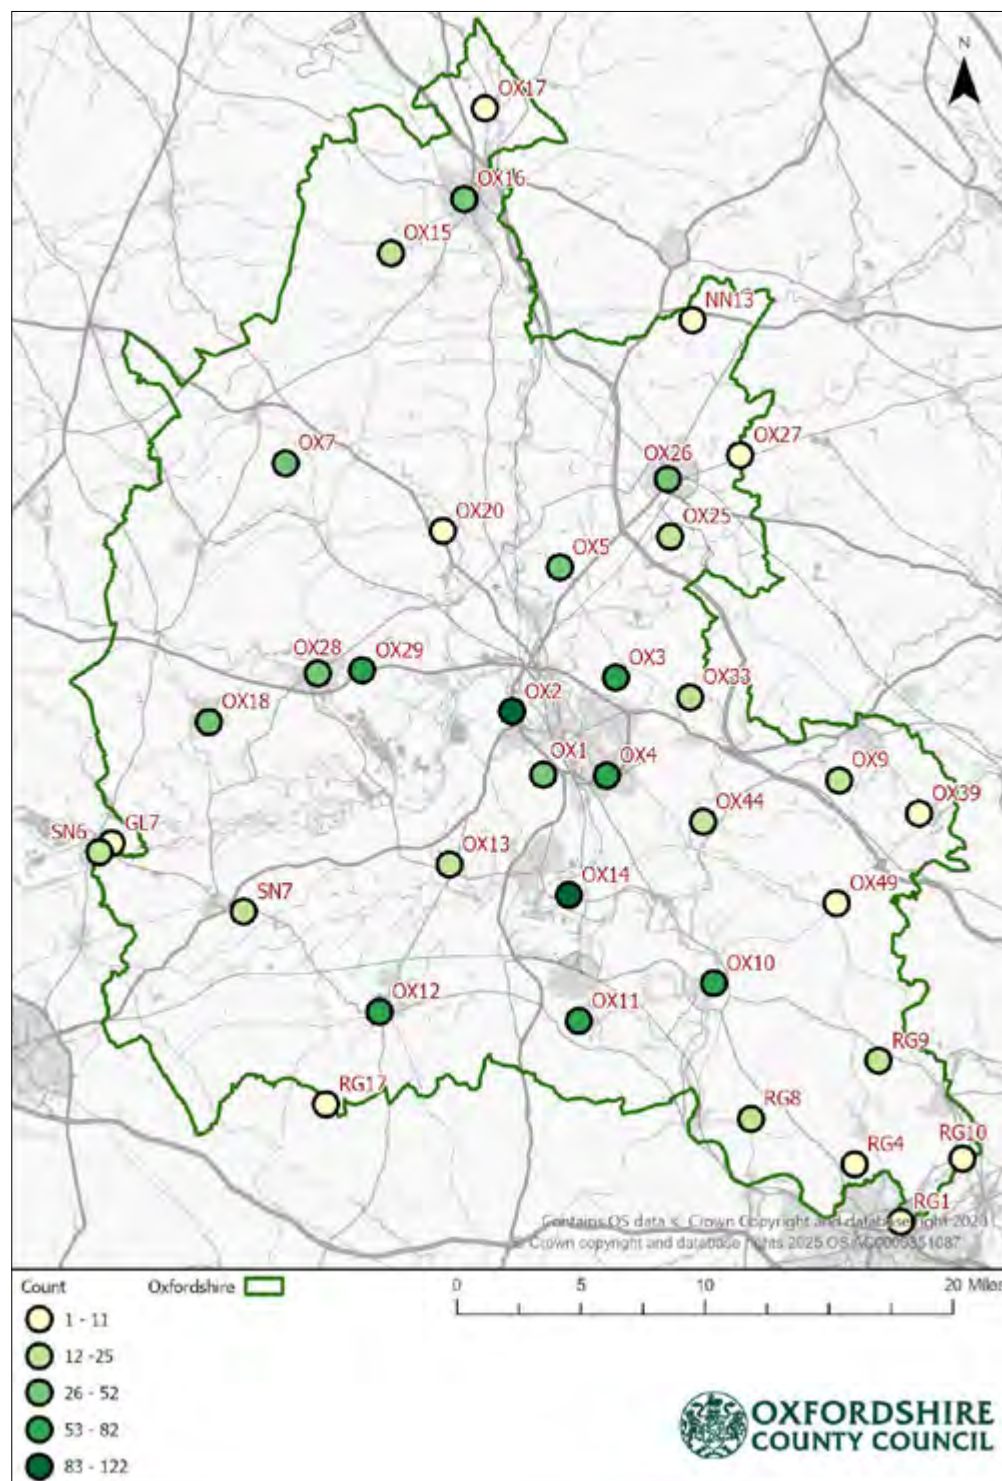 N
OX17
OX16
OX15
NN13
OX7
OX27
OX26
OX20
OX25
OX5
OX28
OX29
OX3
OX33
OX18
OX2
OX1
OX4
OX9
OX39
OX44
SN6
GL7
OX13
OX14
OX49
SN7
OX10
OX12
OX11
RG9
RG17
RG8
RG4
RG10
RG1
Contains OS data Crown Copyright and database right
Crown copyright and database rights 2025 OS
Count
Oxfordshire
0 5 10 20 Miles
1 - 11
12 -25
26 - 52
53 - 82
83 - 122
OXFORDSHIRE
COUNTY COUNCIL